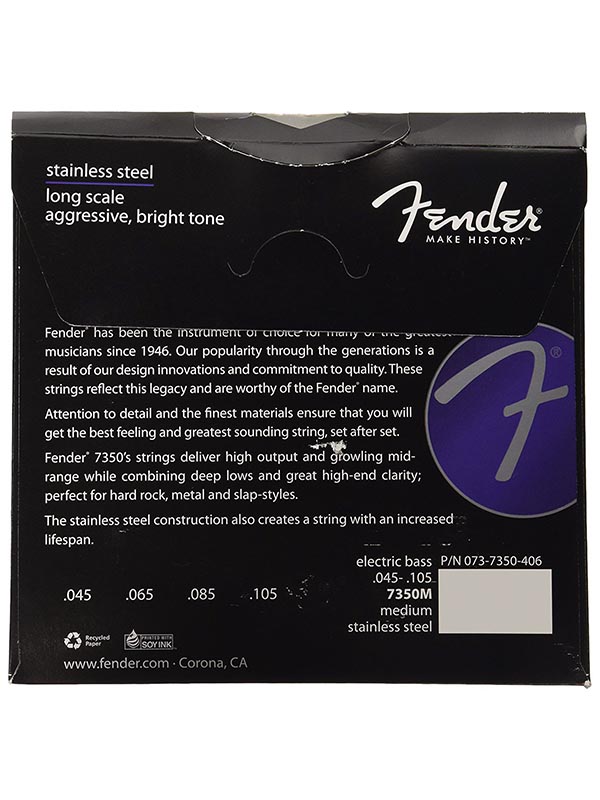 stainless steel
long scale
aggressive, bright tone
Fender®
MAKE HISTORY™
Fender® has been the instrument of choice for many of the greatest
musicians since 1946. Our popularity through the generations is a
result of our design innovations and commitment to quality. These
strings reflect this legacy and are worthy of the Fender® name.
Attention to detail and the finest materials ensure that you will
get the best feeling and greatest sounding string, set after set.
Fender® 7350's strings deliver high output and growling mid-
range while combining deep lows and great high-end clarity;
perfect for hard rock, metal and slap-styles.
The stainless steel construction also creates a string with an increased
lifespan.
F®
electric bass P/N 073-7350-406
.045- .105
7350M
medium
stainless steel
.045 .065 .085 .105
Recycled
Paper
PRINTED WITH
SOY INK
www.fender.com · Corona, CA